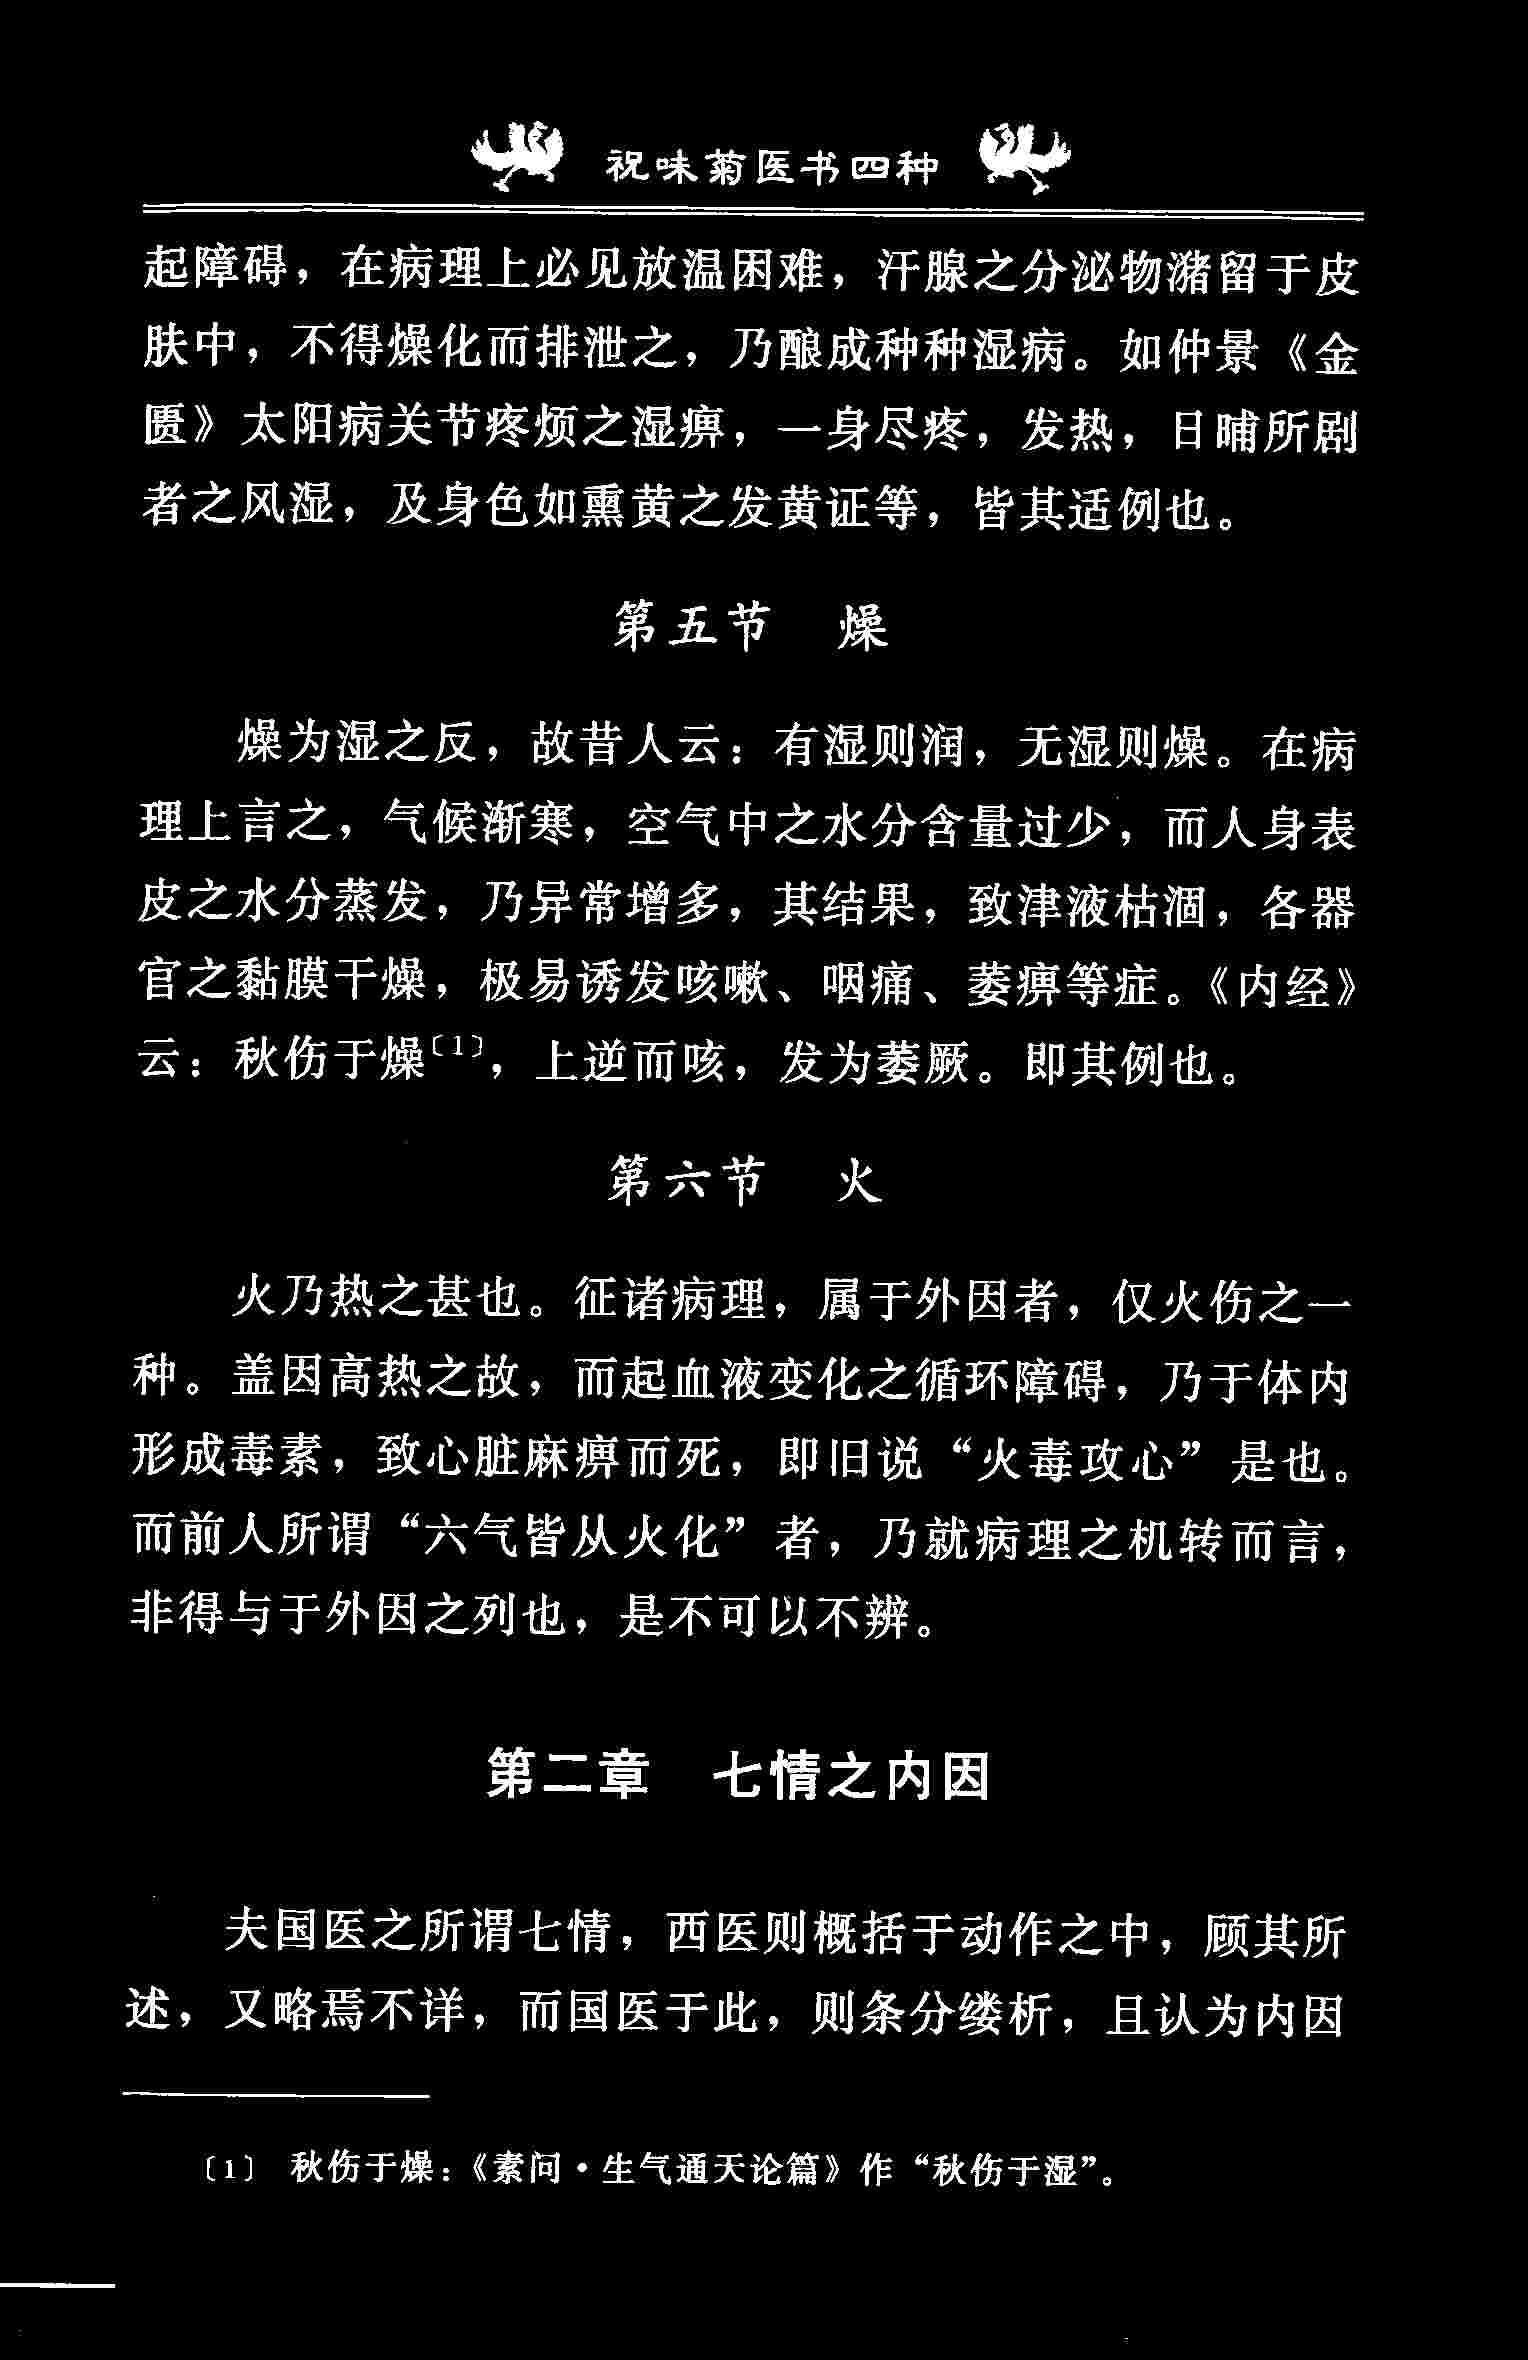 祝味菊医书四种
起障碍，在病理上必见放温困难，汗腺之分泌物潴留于皮
肤中，不得燥化而排泄之，乃酿成种种湿病。如仲景《金
匮》太阳病关节疼烦之湿痹，一身尽疼，发热，日晡所剧
者之风湿，及身色如熏黄之发黄证等，皆其适例也。
第五节　燥
燥为湿之反，故昔人云：有湿则润，无湿则燥。在病
理上言之，气候渐寒，空气中之水分含量过少，而人身表
皮之水分蒸发，乃异常增多，其结果，致津液枯涸，各器
官之黏膜干燥，极易诱发咳嗽、咽痛、萎痹等症。《内经》
云：秋伤于燥〔1〕，上逆而咳，发为萎厥。即其例也。
第六节　火
火乃热之甚也。征诸病理，属于外因者，仅火伤之一
种。盖因高热之故，而起血液变化之循环障碍，乃于体内
形成毒素，致心脏麻痹而死，即旧说“火毒攻心”是也。
而前人所谓“六气皆从火化”者，乃就病理之机转而言，
非得与于外因之列也，是不可以不辨。
第二章　七情之内因
夫国医之所谓七情，西医则概括于动作之中，顾其所
述，又略焉不详，而国医于此，则条分缕析，且认为内因
〔1〕 秋伤于燥：《素问·生气通天论篇》作“秋伤于湿”。